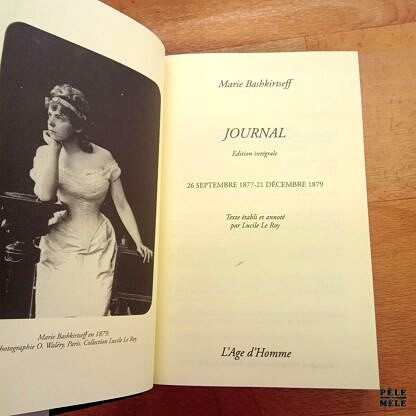 Marie Bashkirtseff en 1879.
Photographie O. Waléry, Paris. Collection Lucile Le Roy
Marie Bashkirtseff
JOURNAL
Edition intégrale
26 SEPTEMBRE 1877-21 DÉCEMBRE 1879
Texte établi et annoté
par Lucile Le Roy
L'Age d'Homme
PÊLE
MÊLE